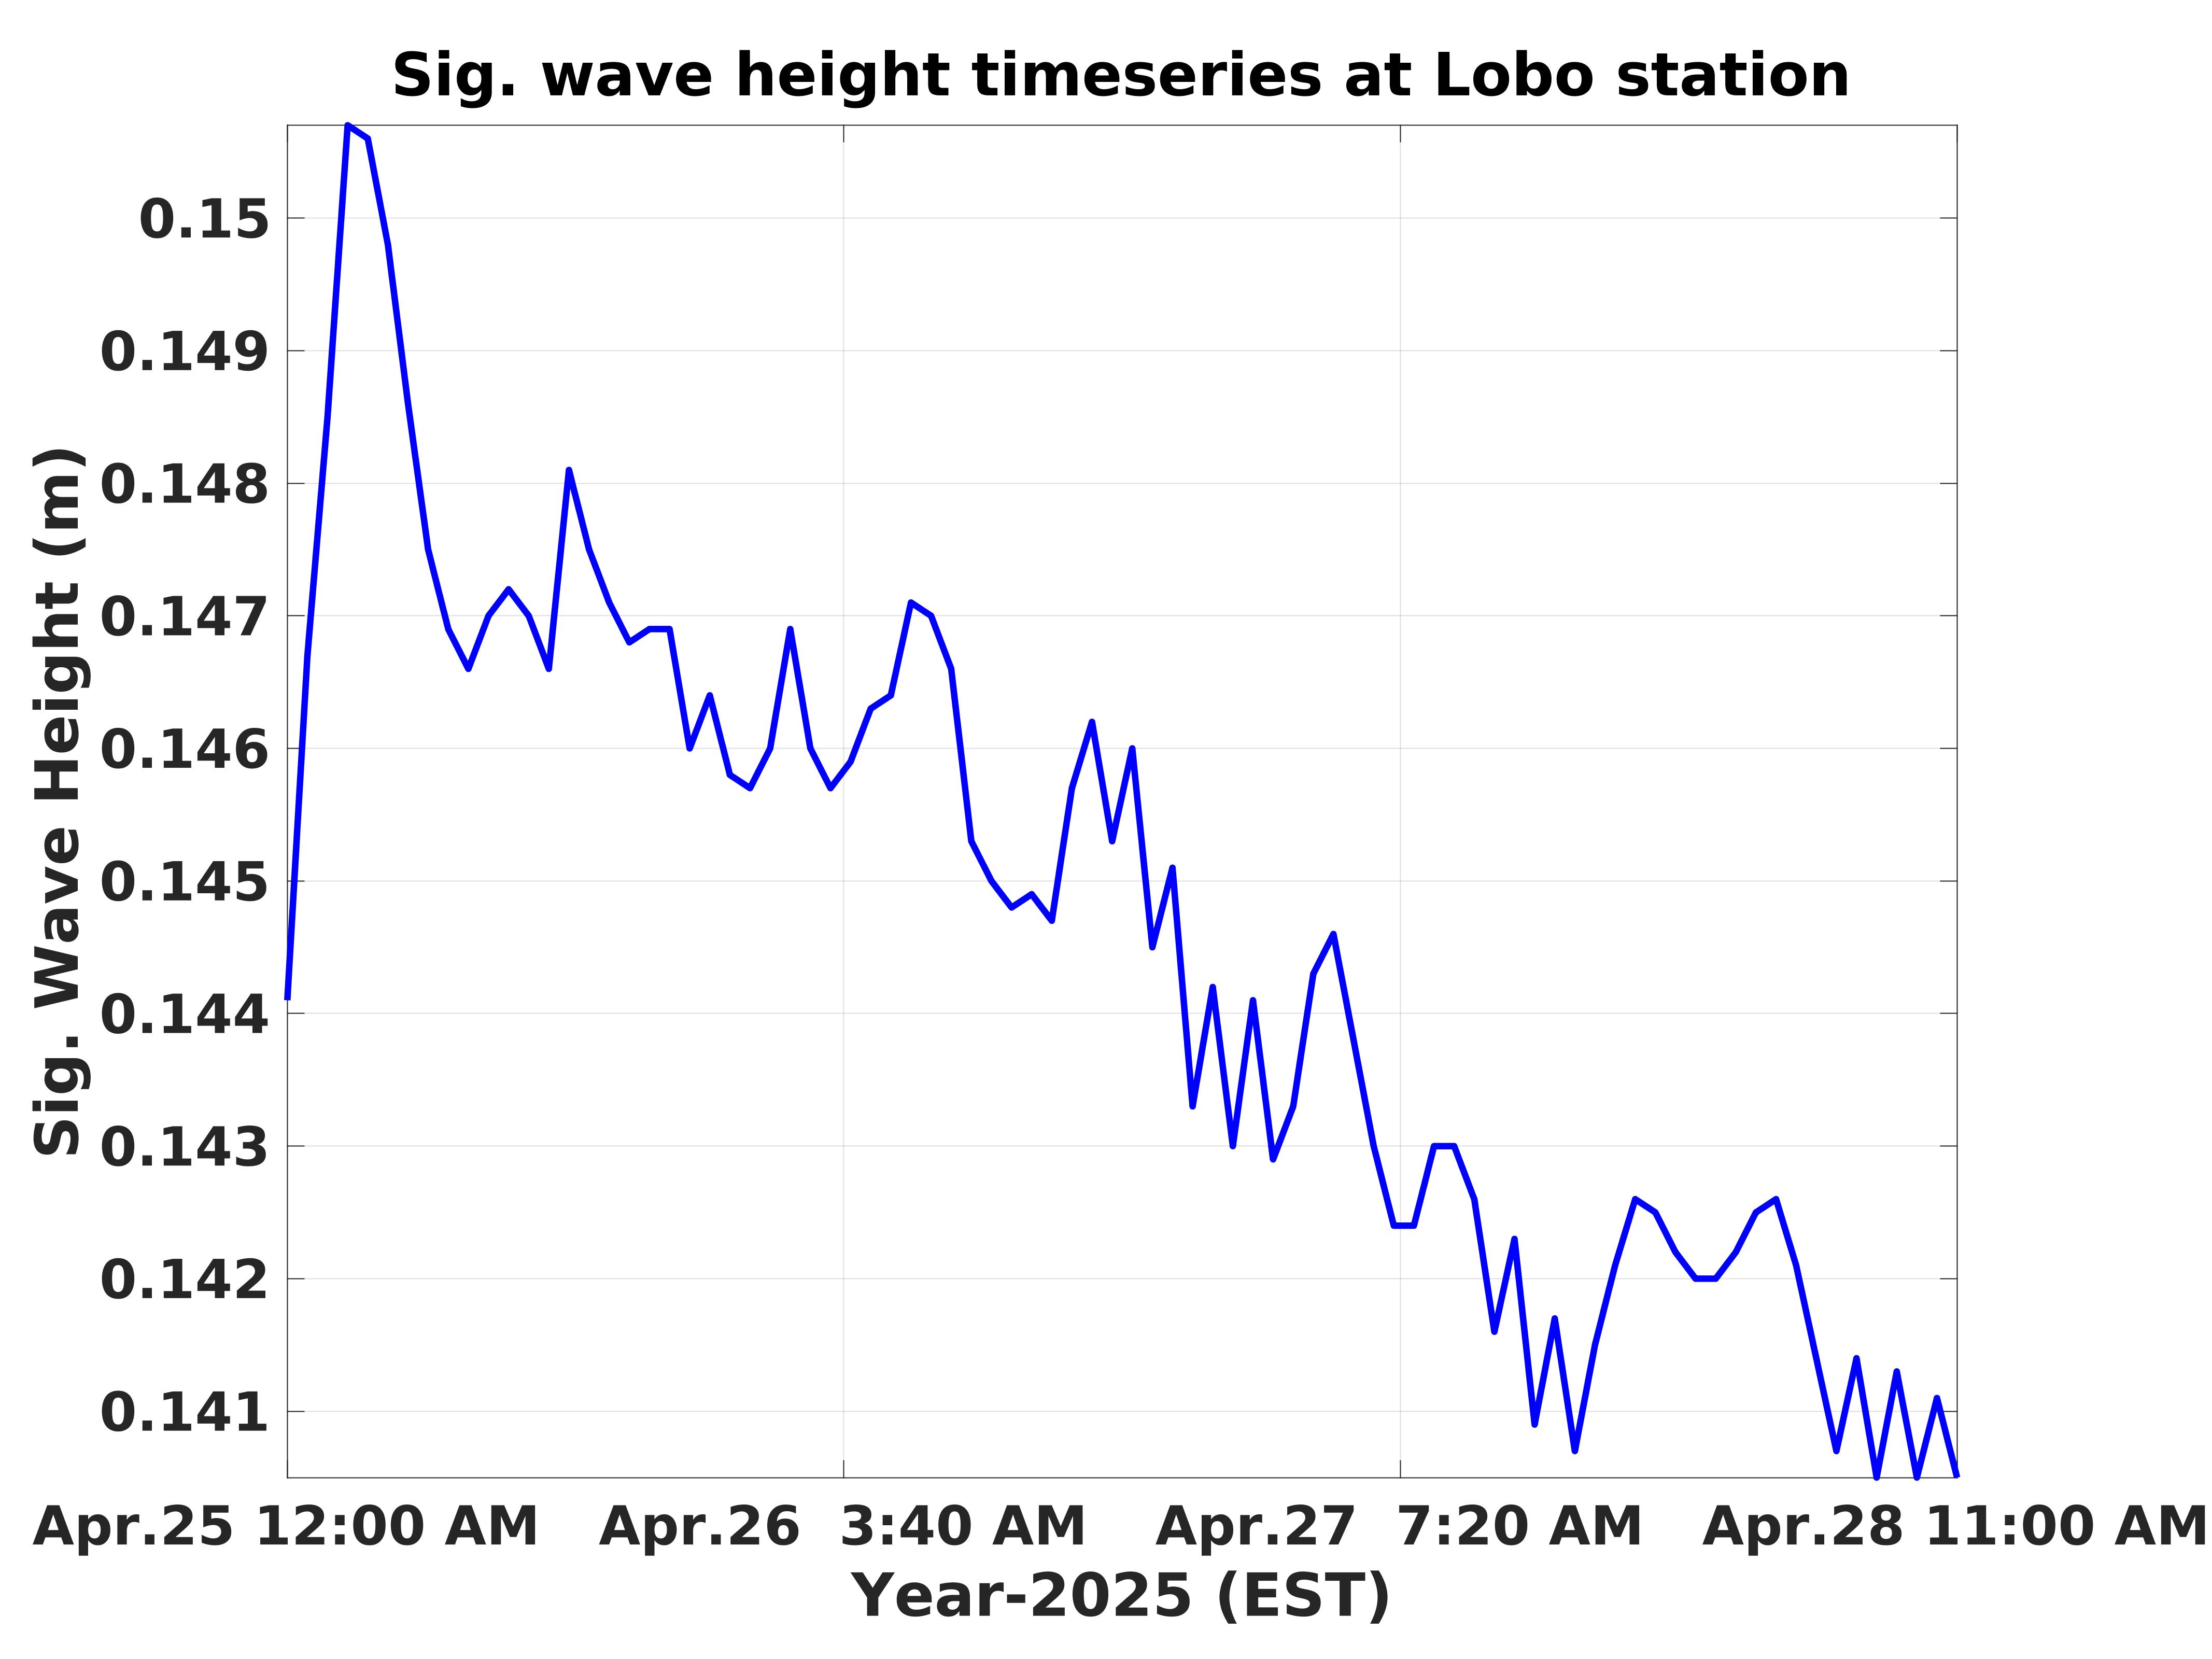 Sig. wave height timeseries at Lobo station
Sig. Wave Height (m)
0.15
0.149
0.148
0.147
0.146
0.145
0.144
0.143
0.142
0.141
Apr.25 12:00 AM Apr.26 3:40 AM Apr.27 7:20 AM Apr.28 11:00 AM
Year-2025 (EST)